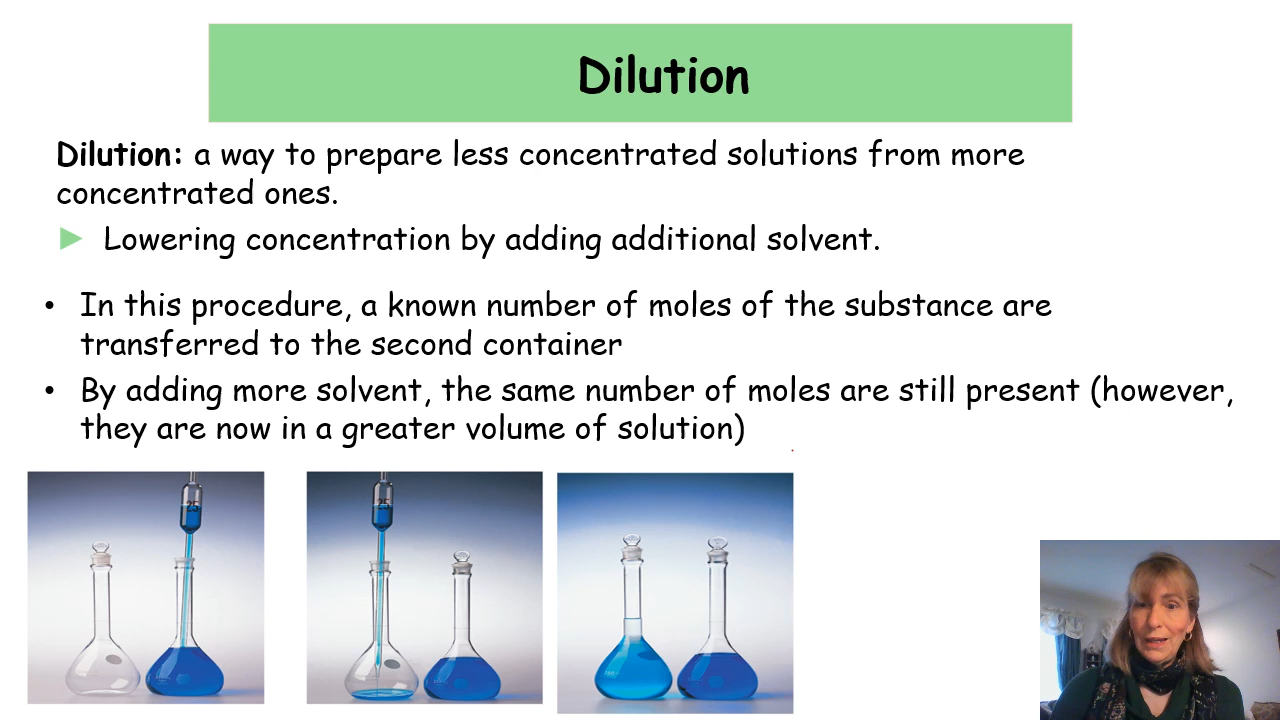 Dilution
Dilution: a way to prepare less concentrated solutions from more
concentrated ones.
Lowering concentration by adding additional solvent.
• In this procedure, a known number of moles of the substance are
transferred to the second container
• By adding more solvent, the same number of moles are still present (however,
they are now in a greater volume of solution)
25
25